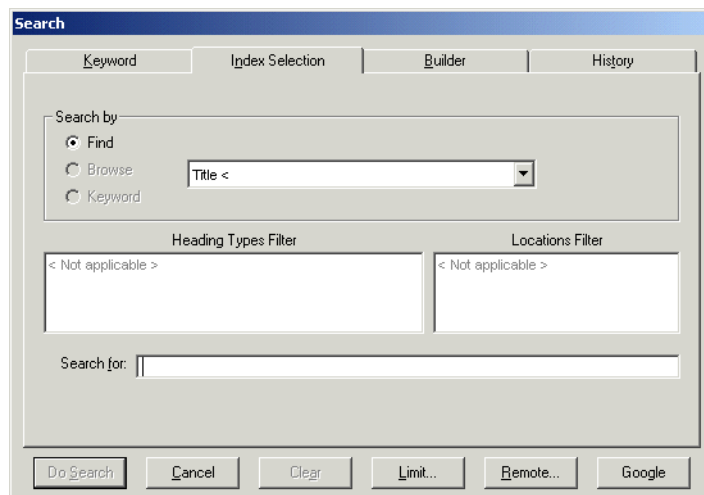 Search
Keyword Index Selection Builder History
Search by
Find
Browse
Title <
Keyword
Heading Types Filter Locations Filter
< Not applicable > < Not applicable >
Search for:
Do Search Cancel Clear Limit... Remote... Google